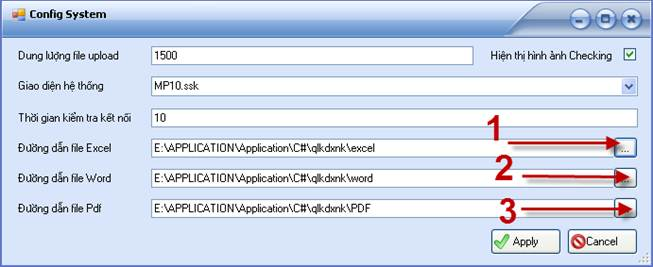 Config System
Dung lượng file upload 1500 Hiện thị hình ảnh Checking
Giao diện hệ thống MP10.ssk
Thời gian kiểm tra kết nối 10
1
Đường dẫn file Excel E:\APPLICATION\Application\C#\qlkdxnk\excel ...
2
Đường dẫn file Word E:\APPLICATION\Application\C#\qlkdxnk\word
3
Đường dẫn file Pdf E:\APPLICATION\Application\C#\qlkdxnk\PDF
Apply Cancel